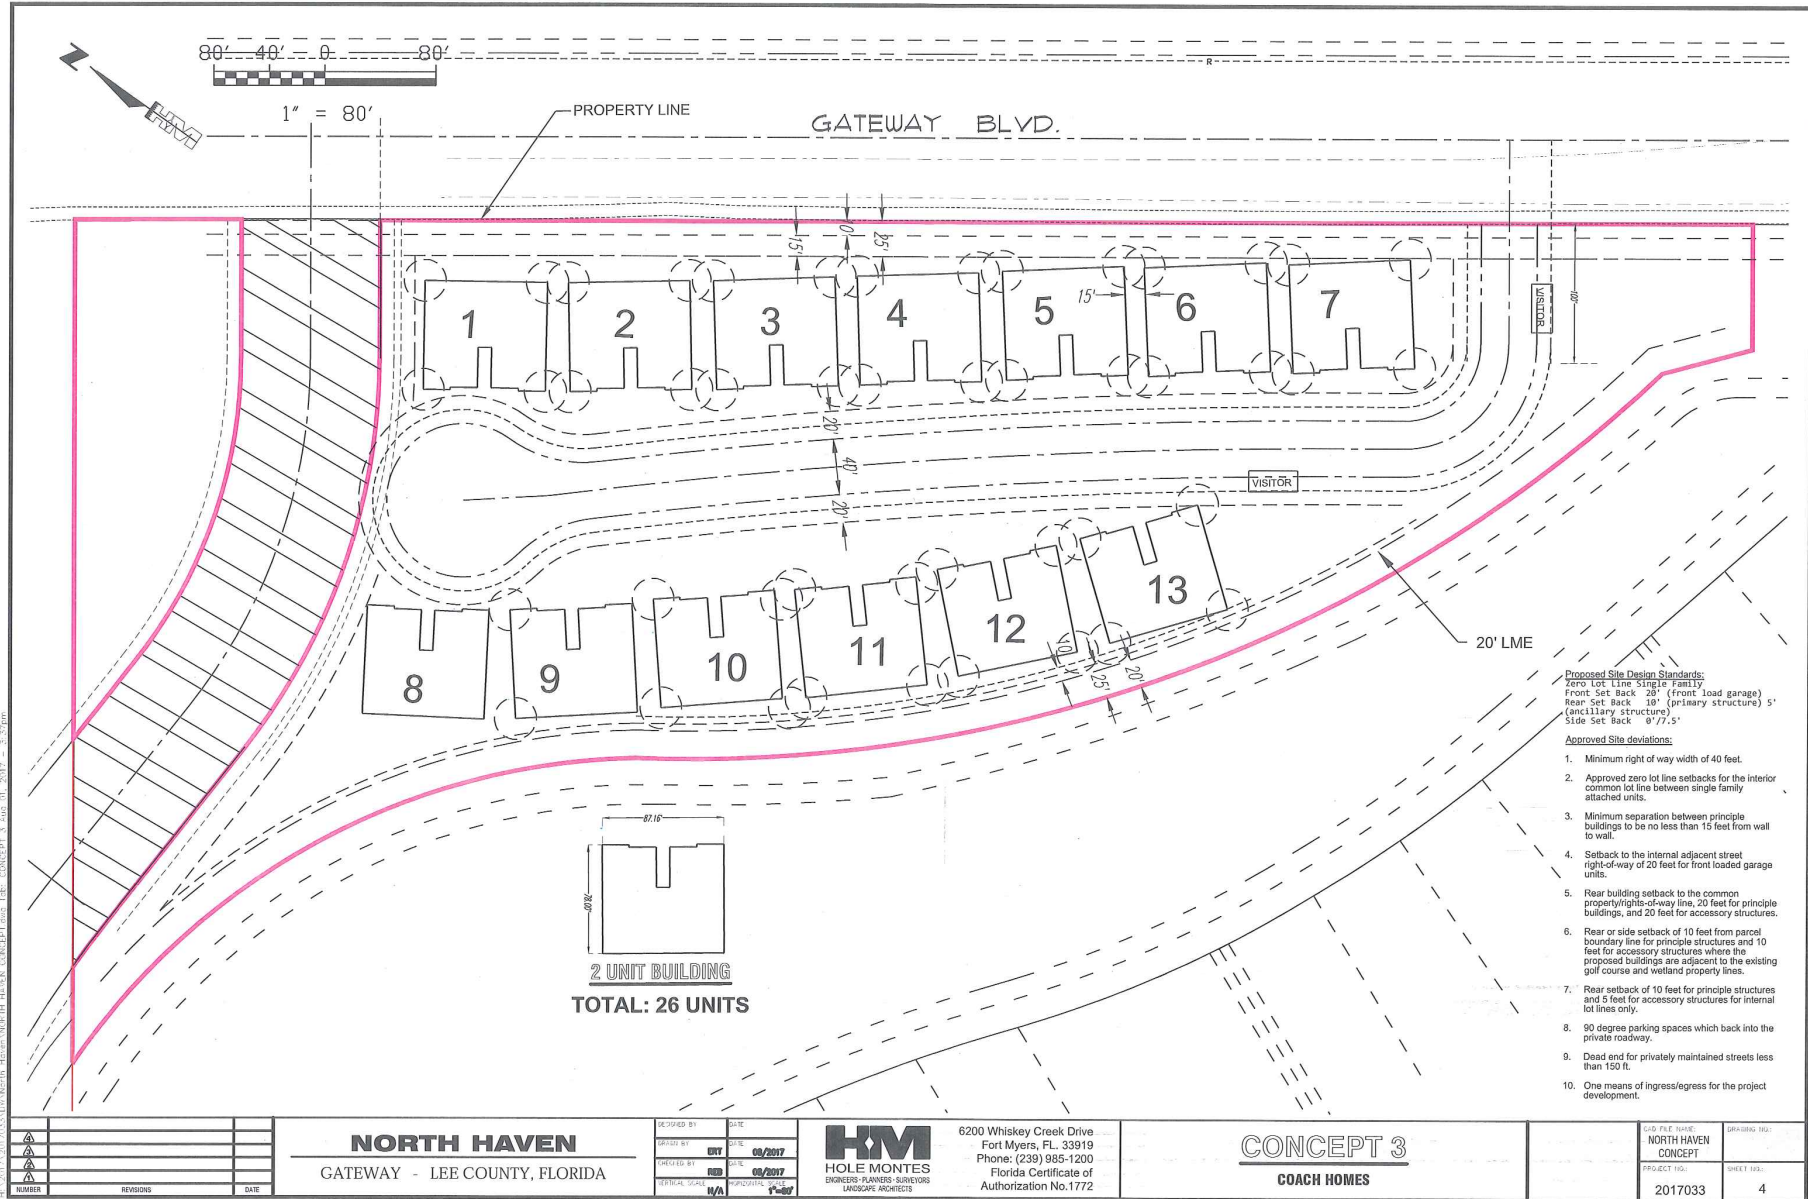 N
HM
80' 40' 0 80'
1" = 80'
PROPERTY LINE
GATEWAY BLVD.
R
15'
10'
25'
15'
100'
VISITOR
1
2
3
4
5
6
7
20'
40'
20'
VISITOR
8
9
10
11
12
13
10'
25'
20'
20' LME
87.16'
78.00'
2 UNIT BUILDING
TOTAL: 26 UNITS
Proposed Site Design Standards:
Zero Lot Line Single Family
Front Set Back 20' (front load garage)
Rear Set Back 10' (primary structure) 5'
(ancillary structure)
Side Set Back 0'/7.5'
Approved Site deviations:
1. Minimum right of way width of 40 feet.
2. Approved zero lot line setbacks for the interior
common lot line between single family
attached units.
3. Minimum separation between principle
buildings to be no less than 15 feet from wall
to wall.
4. Setback to the internal adjacent street
right-of-way of 20 feet for front loaded garage
units.
5. Rear building setback to the common
property/rights-of-way line, 20 feet for principle
buildings, and 20 feet for accessory structures.
6. Rear or side setback of 10 feet from parcel
boundary line for principle structures and 10
feet for accessory structures where the
proposed buildings are adjacent to the existing
golf course and wetland property lines.
7. Rear setback of 10 feet for principle structures
and 5 feet for accessory structures for internal
lot lines only.
8. 90 degree parking spaces which back into the
private roadway.
9. Dead end for privately maintained streets less
than 150 ft.
10. One means of ingress/egress for the project
development.
4
3
2
1
NUMBER REVISIONS DATE
NORTH HAVEN
GATEWAY - LEE COUNTY, FLORIDA
DESIGNED BY DATE
DRAWN BY ERT DATE 08/2017
CHECKED BY REB DATE 08/2017
VERTICAL SCALE N/A HORIZONTAL SCALE 1"=80'
HM
HOLE MONTES
ENGINEERS · PLANNERS · SURVEYORS
LANDSCAPE ARCHITECTS
6200 Whiskey Creek Drive
Fort Myers, FL. 33919
Phone: (239) 985-1200
Florida Certificate of
Authorization No.1772
CONCEPT 3
COACH HOMES
CAD FILE NAME:
NORTH HAVEN
CONCEPT
DRAWING NO.:
PROJECT NO.:
2017033
SHEET NO.:
4